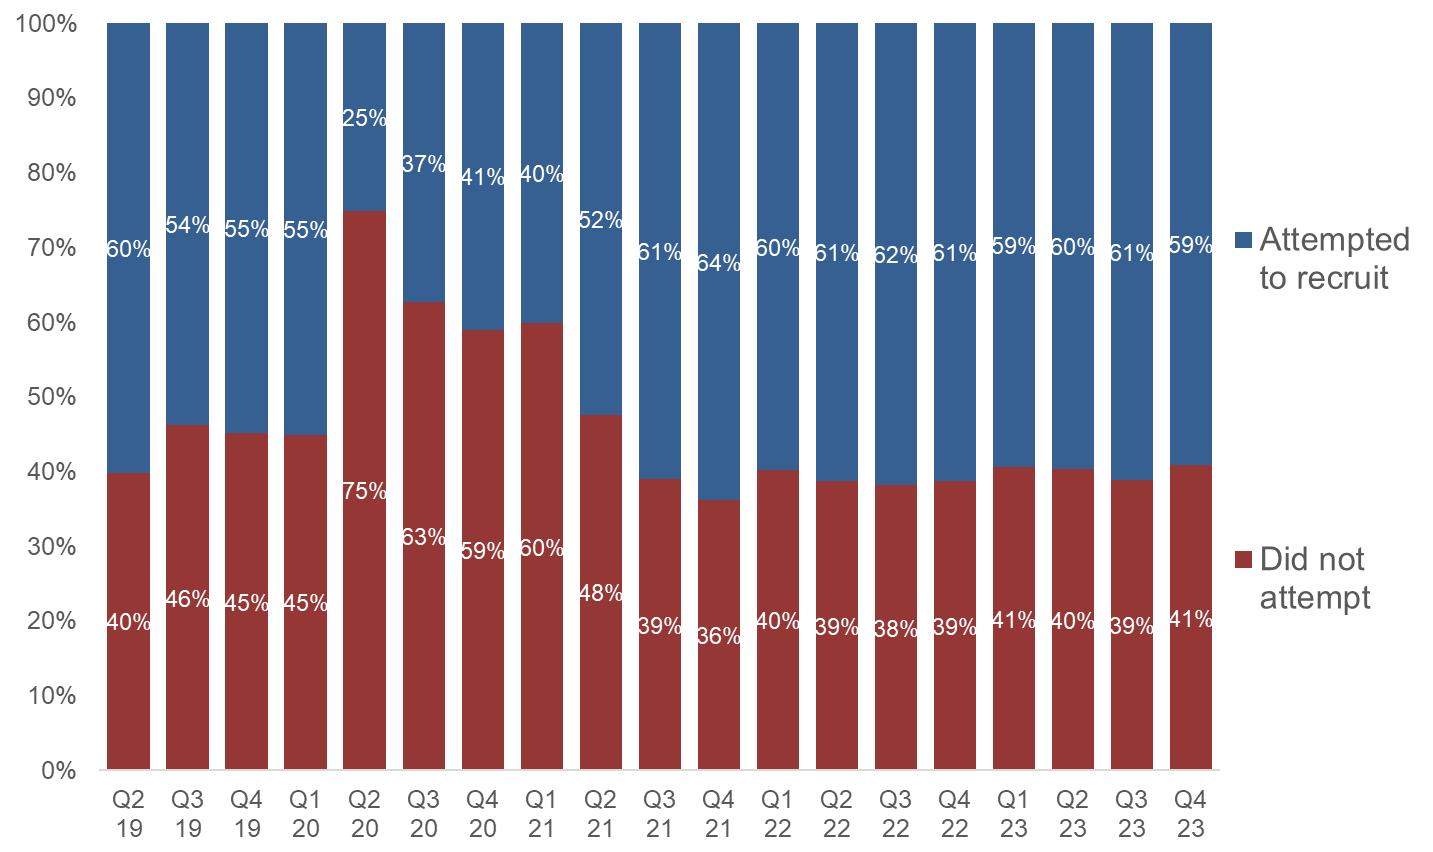 100%
90%
80%
70%
60%
50%
40%
30%
20%
10%
0%
60% 54% 55% 55% 25% 37% 41% 40% 52% 61% 64% 60% 61% 62% 61% 59% 60% 61% 59%
40% 46% 45% 45% 75% 63% 59% 60% 48% 39% 36% 40% 39% 38% 39% 41% 40% 39% 41%
Q2 Q3 Q4 Q1 Q2 Q3 Q4 Q1 Q2 Q3 Q4 Q1 Q2 Q3 Q4 Q1 Q2 Q3 Q4
19 19 19 20 20 20 20 21 21 21 21 22 22 22 22 23 23 23 23
Attempted
to recruit
Did not
attempt